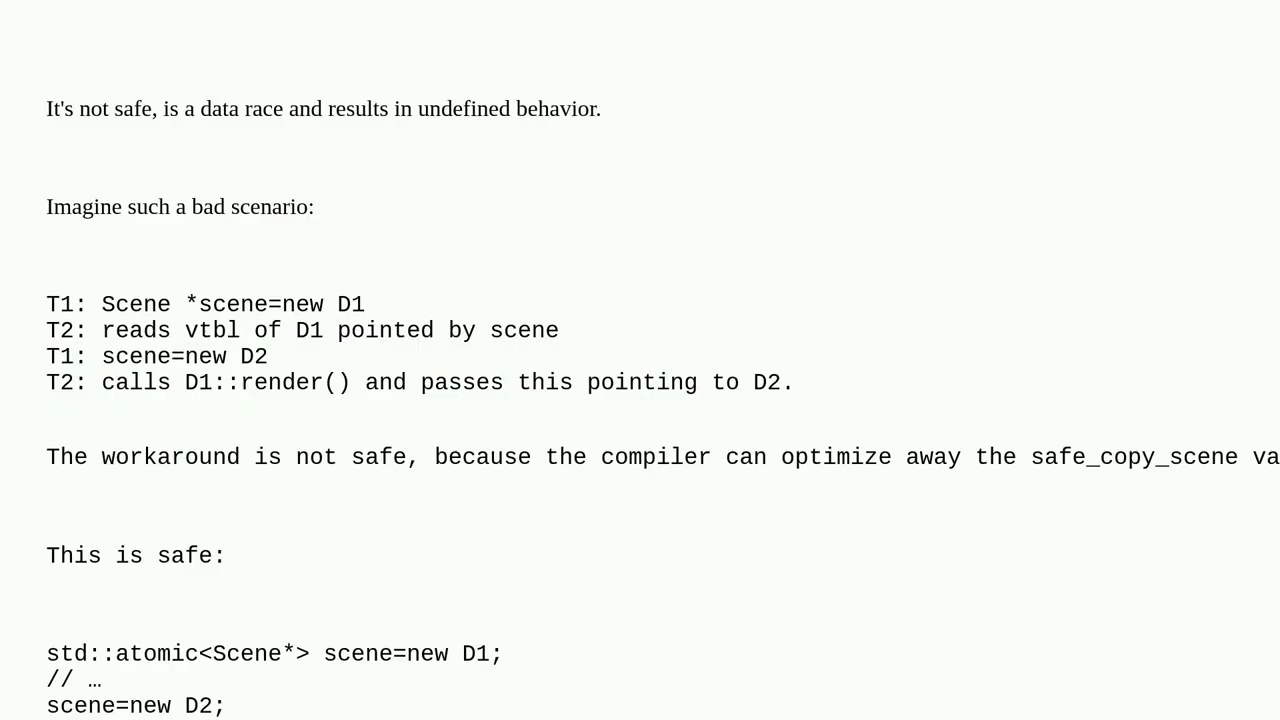 It's not safe, is a data race and results in undefined behavior.
Imagine such a bad scenario:
T1: Scene *scene=new D1
T2: reads vtbl of D1 pointed by scene
T1: scene=new D2
T2: calls D1::render() and passes this pointing to D2.
The workaround is not safe, because the compiler can optimize away the safe_copy_scene va
This is safe:
std::atomic<Scene*> scene=new D1;
// …
scene=new D2;